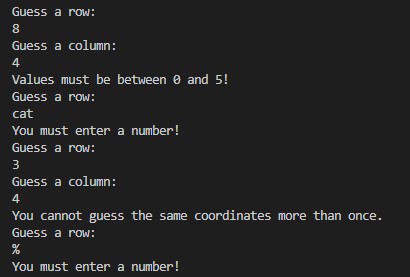 Guess a row:
8
Guess a column:
4
Values must be between 0 and 5!
Guess a row:
cat
You must enter a number!
Guess a row:
3
Guess a column:
4
You cannot guess the same coordinates more than once.
Guess a row:
%
You must enter a number!